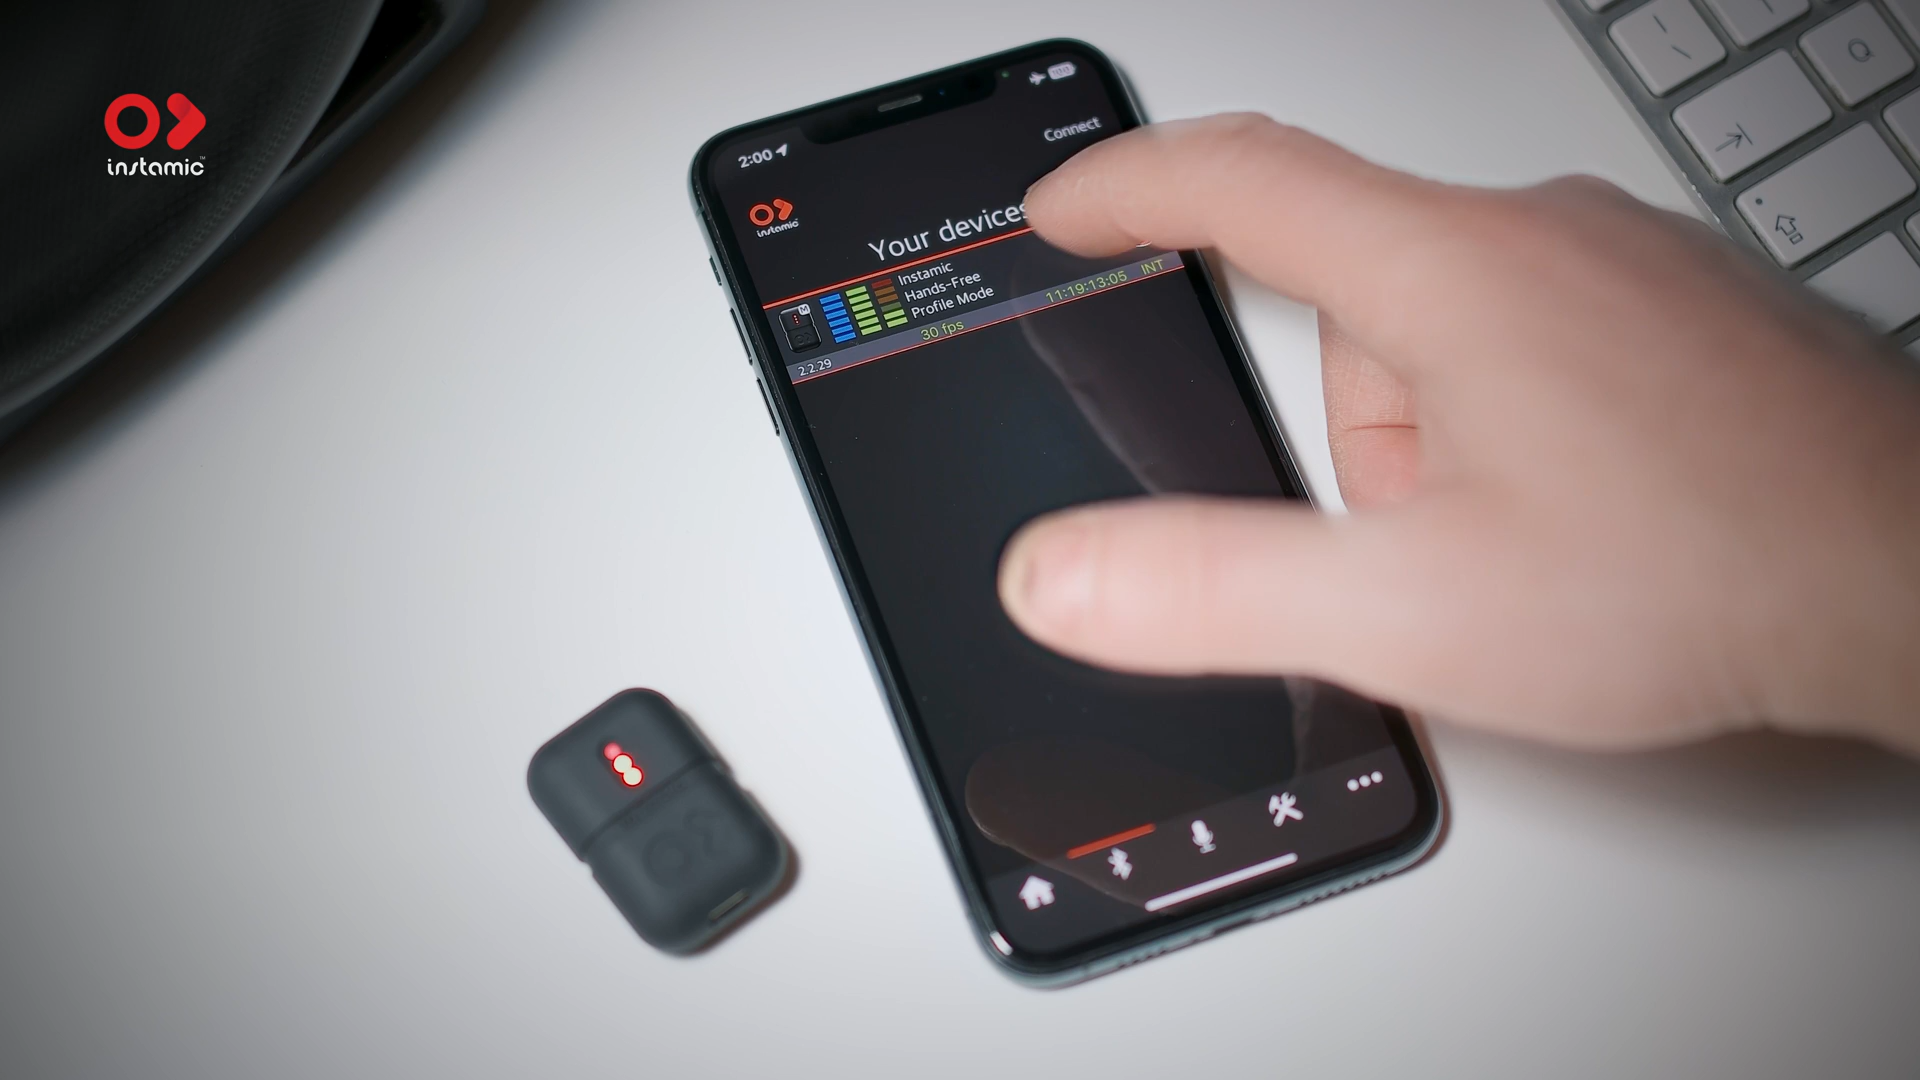 instamic™
2:00
Connect
instamic
Your devices
Instamic
Hands-Free
Profile Mode
11:19:13:05 INT
30 fps
2.2.29
M